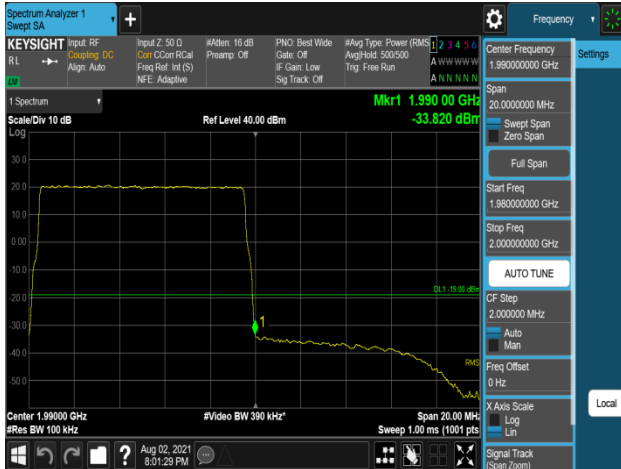 Spectrum Analyzer 1
Swept SA
+
Frequency
KEYSIGHT
RL
LXI
Input: RF
Coupling: DC
Align: Auto
Input Z: 50 Ω
Corr CCorr RCal
Freq Ref: Int (S)
NFE: Adaptive
#Atten: 16 dB
Preamp: Off
PNO: Best Wide
Gate: Off
IF Gain: Low
Sig Track: Off
#Avg Type: Power (RMS
Avg|Hold: 500/500
Trig: Free Run
1 2 3 4 5 6
A W W W W W
A N N N N N
1 Spectrum
Scale/Div 10 dB
Ref Level 40.00 dBm
Mkr1 1.990 00 GHz
-33.820 dBm
Log
30.0
20.0
10.0
0.00
-10.0
-20.0
-30.0
-40.0
-50.0
DL1 -19.00 dBm
1
RMS
Center 1.99000 GHz
#Res BW 100 kHz
#Video BW 390 kHz*
Span 20.00 MHz
Sweep 1.00 ms (1001 pts
?
Aug 02, 2021
8:01:29 PM
Center Frequency
1.990000000 GHz
Span
20.0000000 MHz
Swept Span
Zero Span
Full Span
Start Freq
1.980000000 GHz
Stop Freq
2.000000000 GHz
AUTO TUNE
CF Step
2.000000 MHz
Auto
Man
Freq Offset
0 Hz
X Axis Scale
Log
Lin
Signal Track
(Span Zoom)
Settings
Local